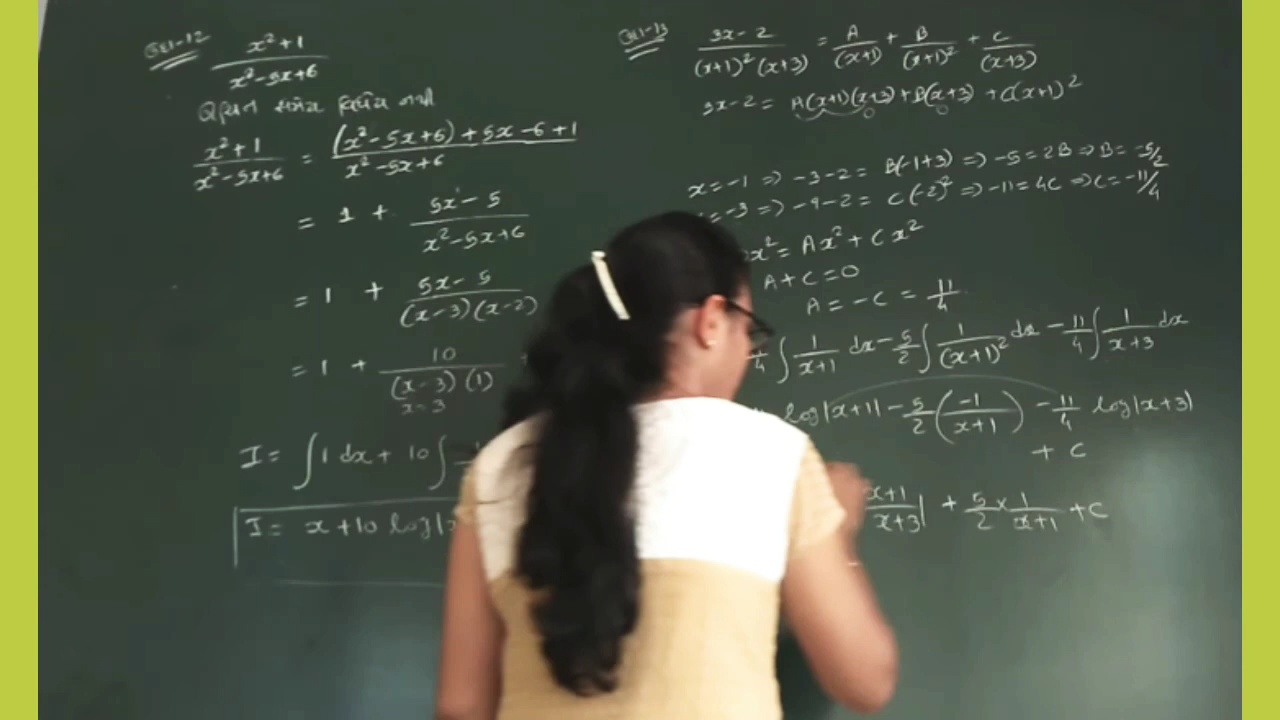 ઉદા-12 x²+1 / x²-5x+6
ઉચિત સંમેય વિધેય નથી
x²+1 / x²-5x+6 = (x²-5x+6)+5x-6+1 / x²-5x+6
= 1 + 5x-5 / x²-5x+6
= 1 + 5x-5 / (x-3)(x-2)
= 1 + 10 / (x-3)(1)
x=3
I = ∫1 dx + 10 ∫
I = x+10 log|x
ઉદા-13 3x-2 / (x+1)²(x+3) = A / (x+1) + B / (x+1)² + C / (x+3)
3x-2 = A(x+1)(x+3)+B(x+3)+C(x+1)²
x=-1 => -3-2 = B(-1+3) => -5=2B => B=-5/2
=-3 => -9-2 = C(-2)² => -11=4C => C=-11/4
x² = Ax²+Cx²
A+C=0
A=-C = 11/4
/4 ∫ 1/x+1 dx - 5/2 ∫ 1/(x+1)² dx - 11/4 ∫ 1/x+3 dx
log|x+1| - 5/2 (-1/x+1) - 11/4 log|x+3|
+ C
x+1/x+3| + 5/2 × 1/x+1 + C